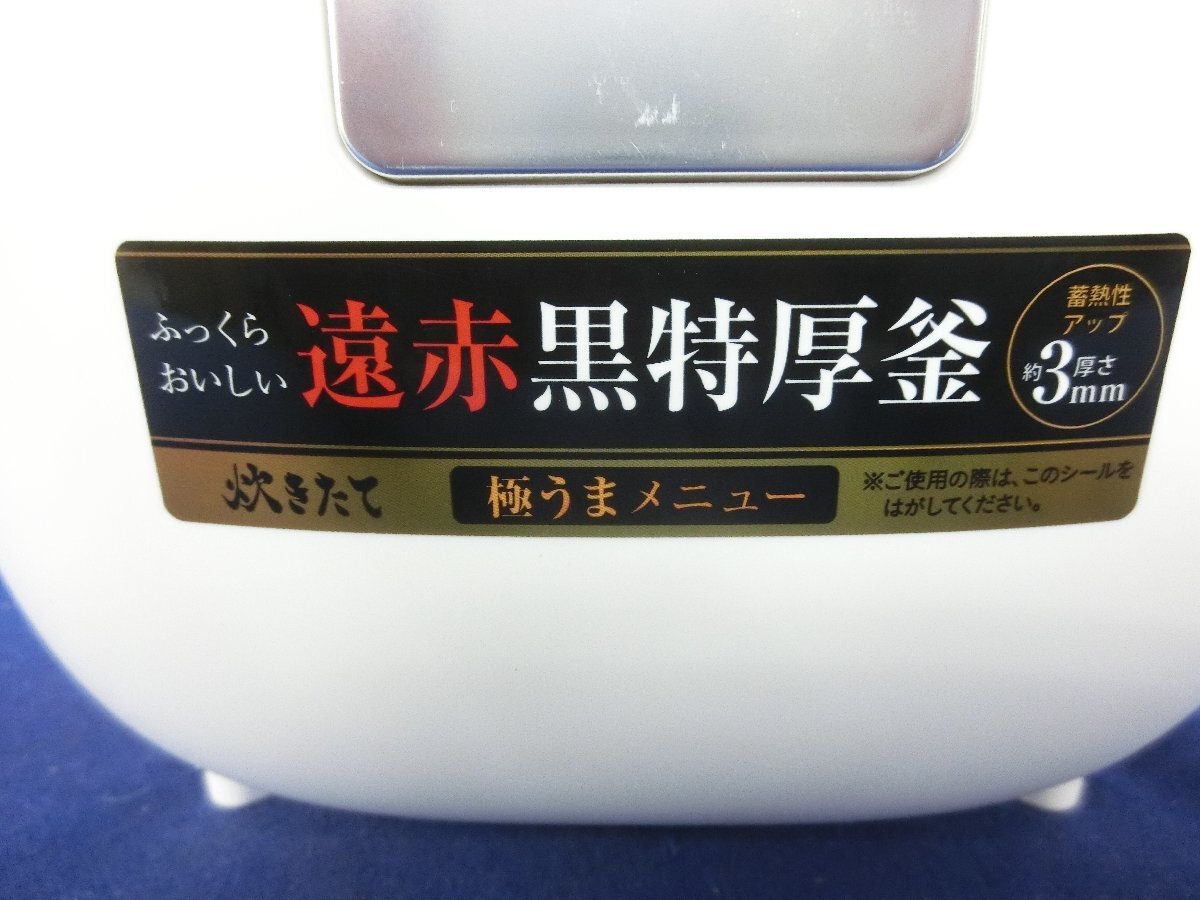 ふっくら
おいしい
遠赤黒特厚釜
蓄熱性
アップ
約3mm厚さ
炊きたて
極うまメニュー
※ご使用の際は、このシールを
はがしてください。